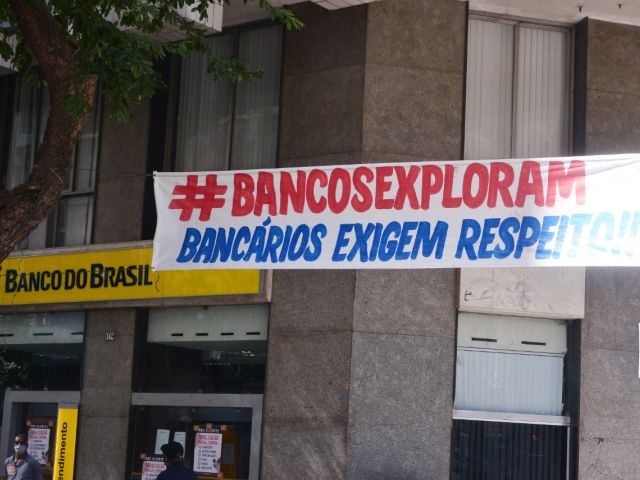 #BANCOSEXPLORAM
BANCÁRIOS EXIGEM RESPEITO!!
BANCO DO BRASIL
endimento